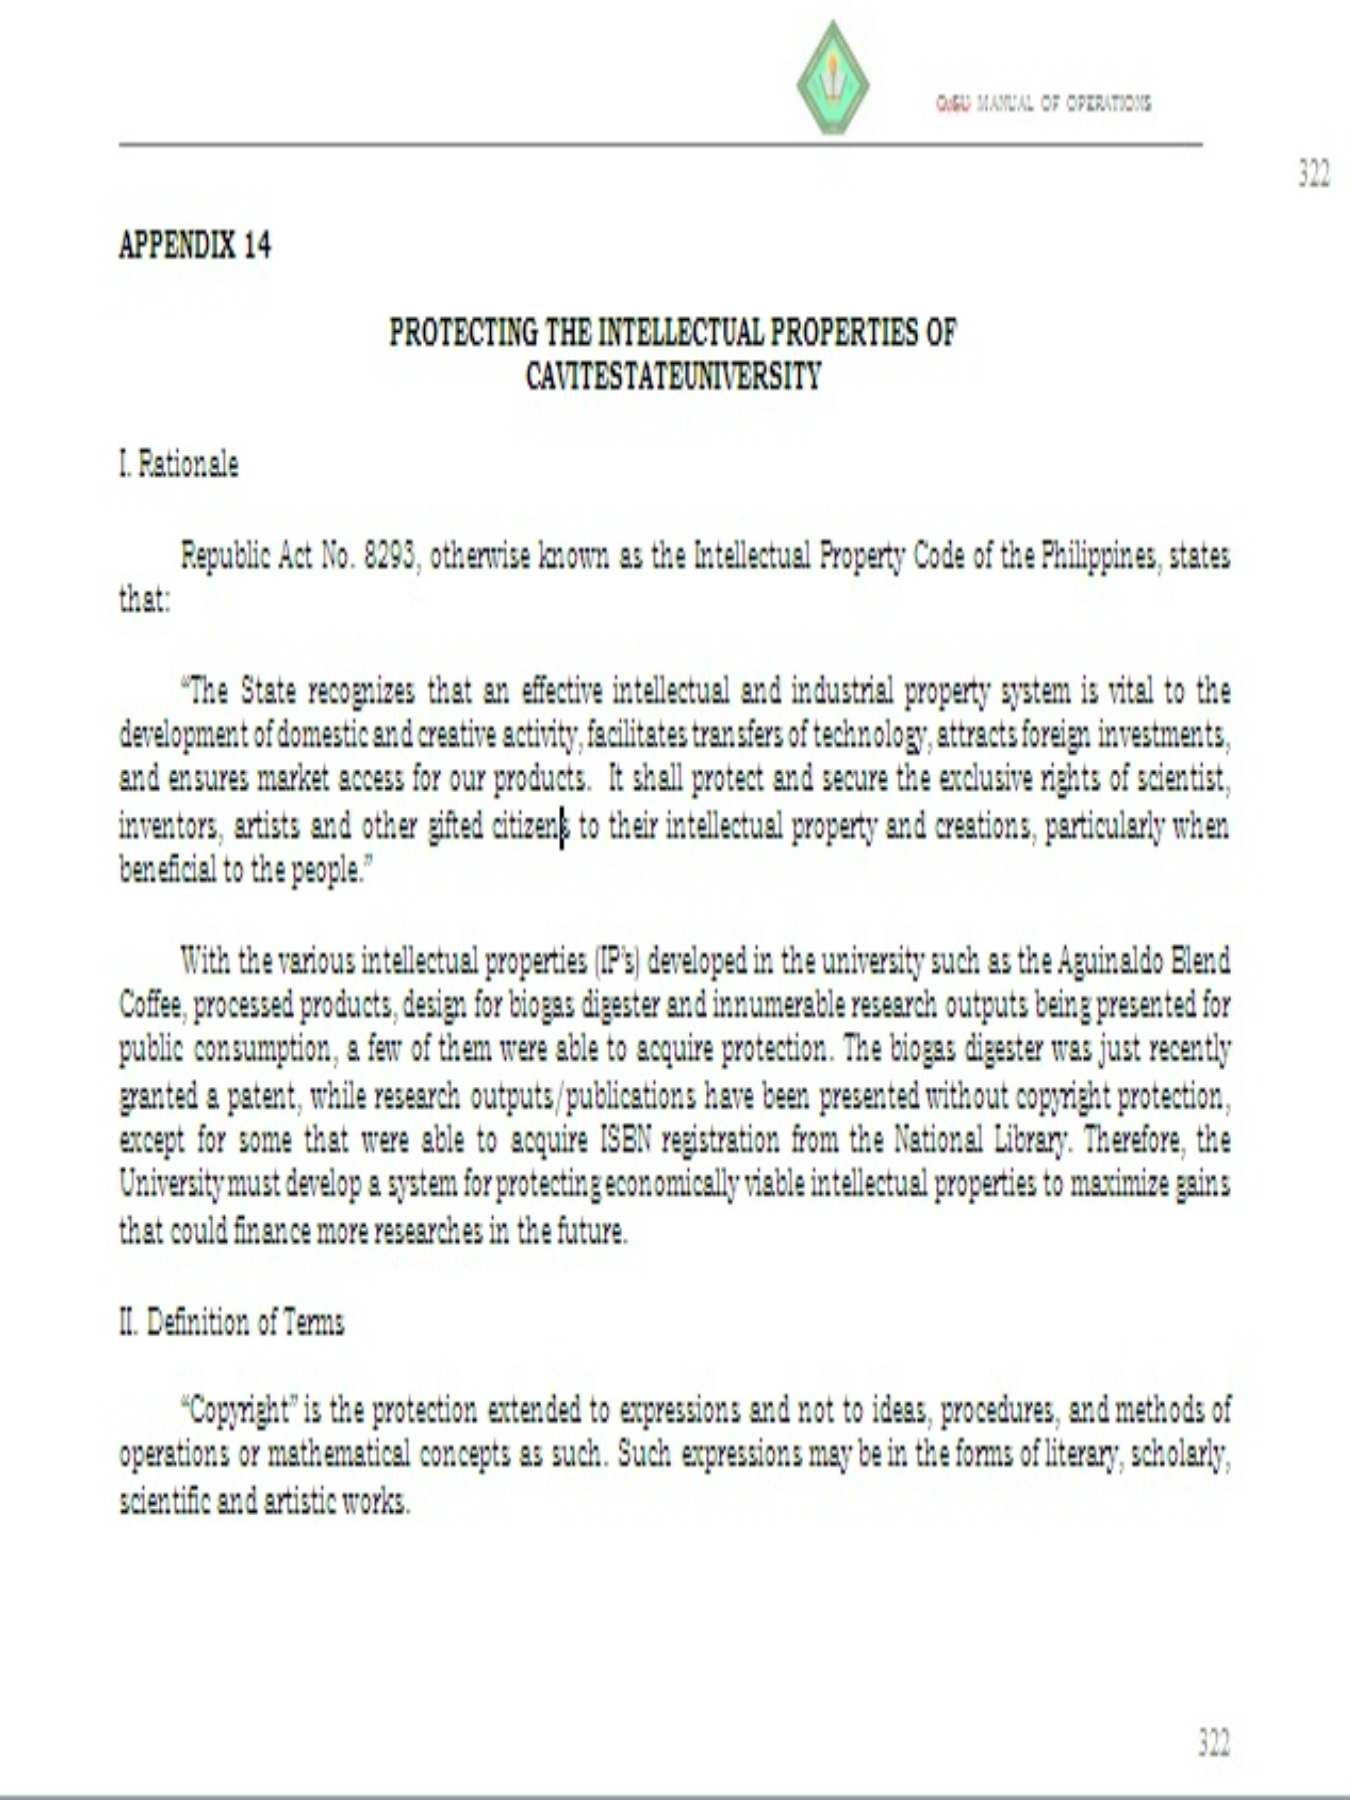 CvSU MANUAL OF OPERATIONS
322
APPENDIX 14
PROTECTING THE INTELLECTUAL PROPERTIES OF
CAVITESTATEUNIVERSITY
I. Rationale
Republic Act No. 8293, otherwise known as the Intellectual Property Code of the Philippines, states
that:
“The State recognizes that an effective intellectual and industrial property system is vital to the
development of domestic and creative activity, facilitates transfers of technology, attracts foreign investments,
and ensures market access for our products. It shall protect and secure the exclusive rights of scientist,
inventors, artists and other gifted citizens to their intellectual property and creations, particularly when
beneficial to the people.”
With the various intellectual properties (IP’s) developed in the university such as the Aguinaldo Blend
Coffee, processed products, design for biogas digester and innumerable research outputs being presented for
public consumption, a few of them were able to acquire protection. The biogas digester was just recently
granted a patent, while research outputs/publications have been presented without copyright protection,
except for some that were able to acquire ISBN registration from the National Library. Therefore, the
University must develop a system for protecting economically viable intellectual properties to maximize gains
that could finance more researches in the future.
II. Definition of Terms
“Copyright” is the protection extended to expressions and not to ideas, procedures, and methods of
operations or mathematical concepts as such. Such expressions may be in the forms of literary, scholarly,
scientific and artistic works.
322